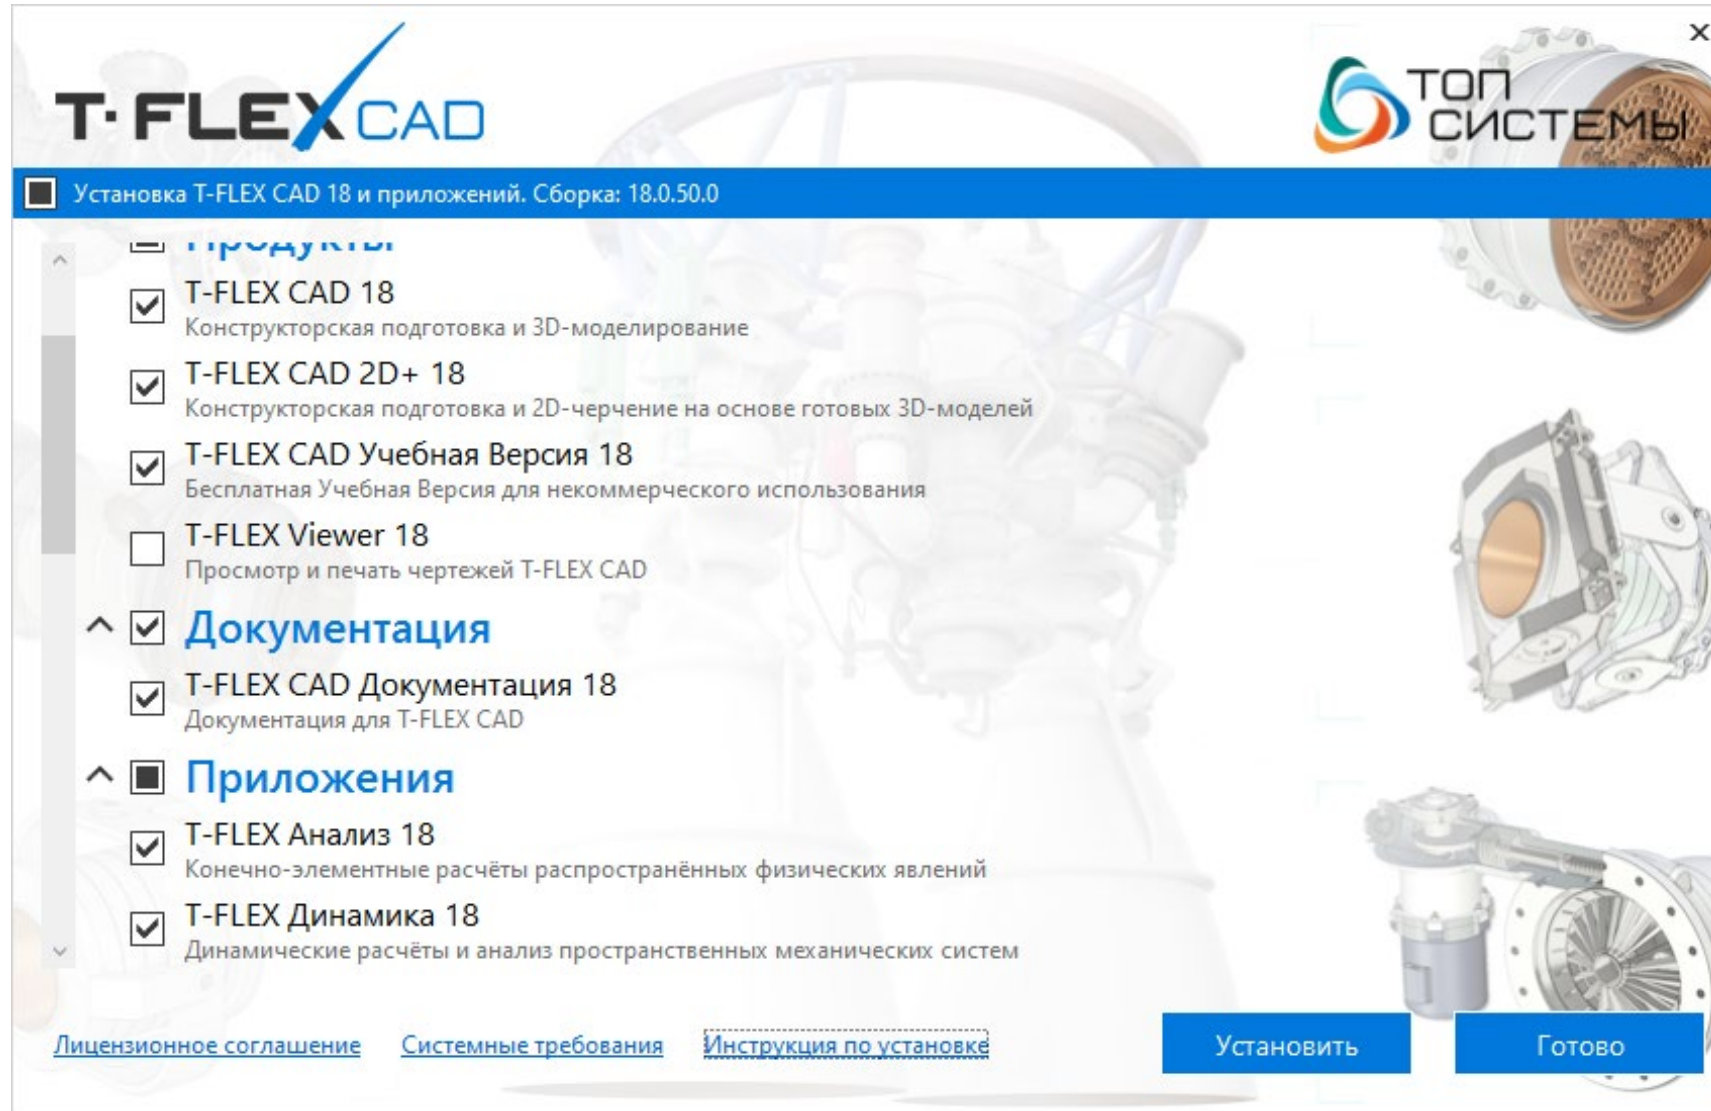 T-FLEX CAD
ТОП
СИСТЕМЫ
Установка T-FLEX CAD 18 и приложений. Сборка: 18.0.50.0
Продукты
T-FLEX CAD 18
Конструкторская подготовка и 3D-моделирование
T-FLEX CAD 2D+ 18
Конструкторская подготовка и 2D-черчение на основе готовых 3D-моделей
T-FLEX CAD Учебная Версия 18
Бесплатная Учебная Версия для некоммерческого использования
T-FLEX Viewer 18
Просмотр и печать чертежей T-FLEX CAD
Документация
T-FLEX CAD Документация 18
Документация для T-FLEX CAD
Приложения
T-FLEX Анализ 18
Конечно-элементные расчёты распространённых физических явлений
T-FLEX Динамика 18
Динамические расчёты и анализ пространственных механических систем
Лицензионное соглашение Системные требования Инструкция по установке Установить Готово